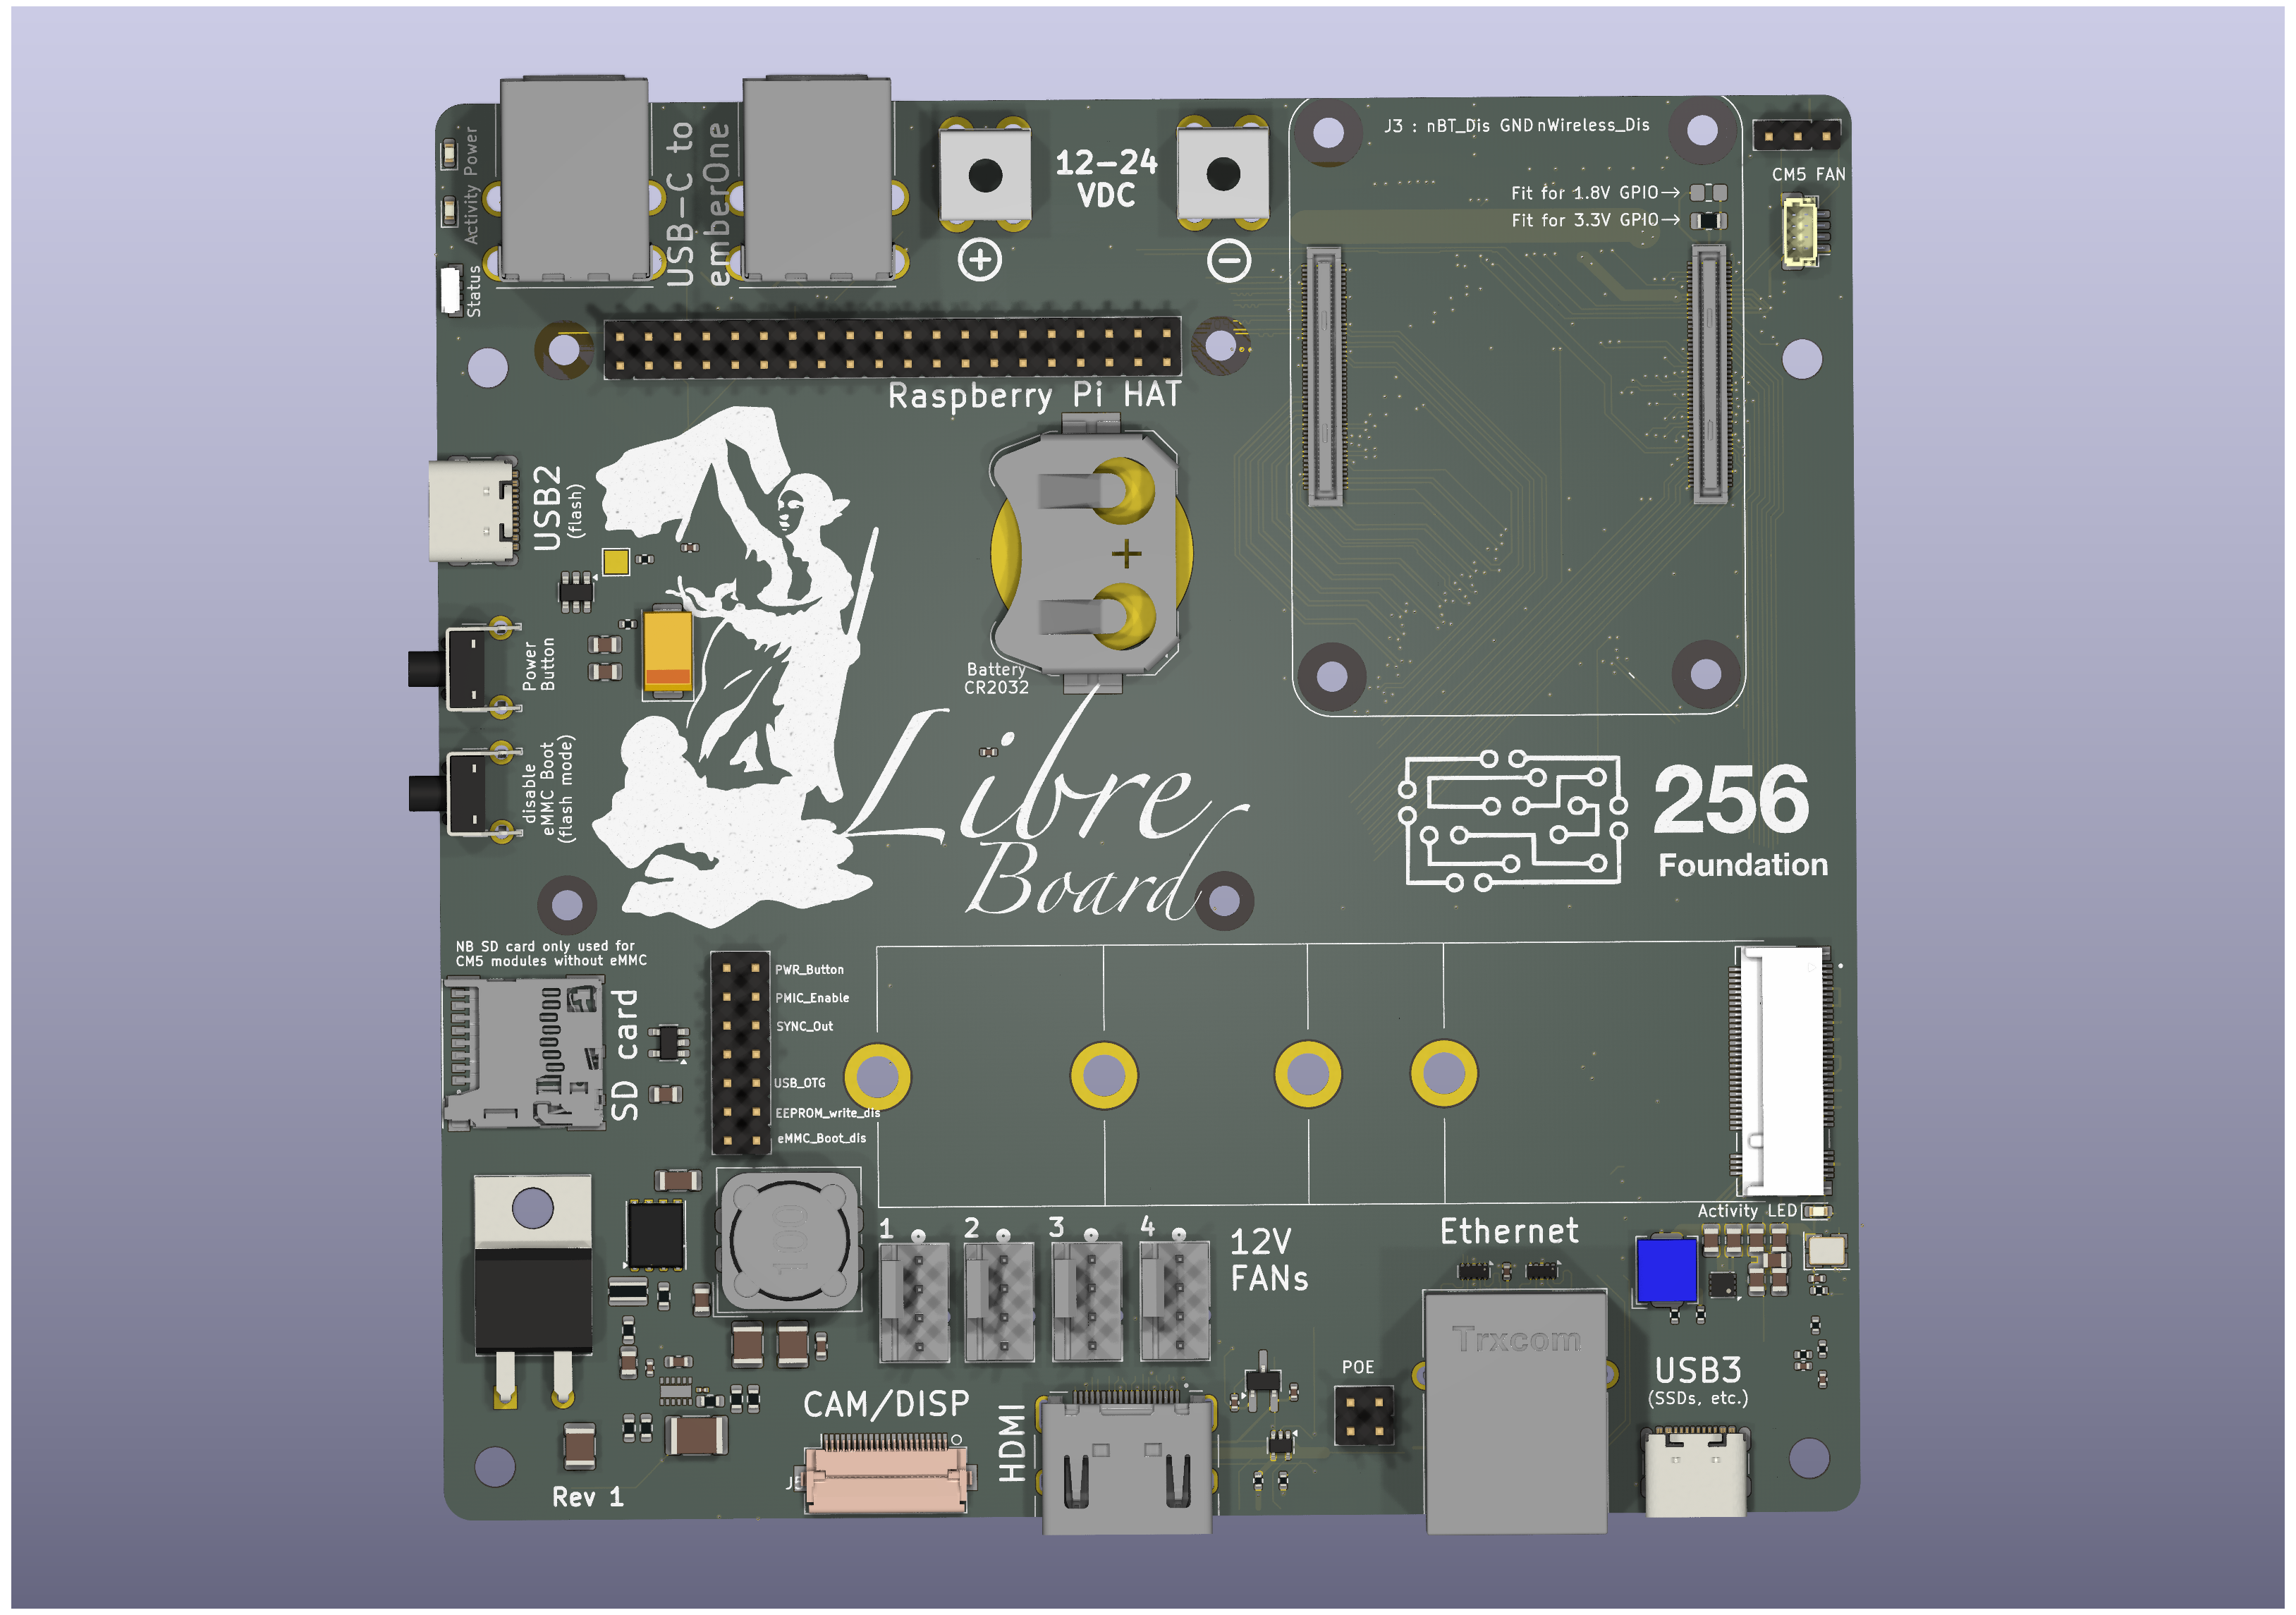 Activity Power
Status
USB-C to
emberOne
12-24
VDC
+
−
J3 : nBT_Dis GND nWireless_Dis
Fit for 1.8V GPIO→
Fit for 3.3V GPIO→
CM5 FAN
Raspberry Pi HAT
USB2
(flash)
Power
Button
disable
eMMC Boot
(flash mode)
+
Battery
CR2032
Libre
Board
256
Foundation
NB SD card only used for
CM5 modules without eMMC
SD card
PWR_Button
PMIC_Enable
SYNC_Out
USB_OTG
EEPROM_write_dis
eMMC_Boot_dis
100
1 2 3 4
12V
FANs
Ethernet
Activity LED
Trxcom
POE
USB3
(SSDs, etc.)
CAM/DISP
HDMI
Rev 1